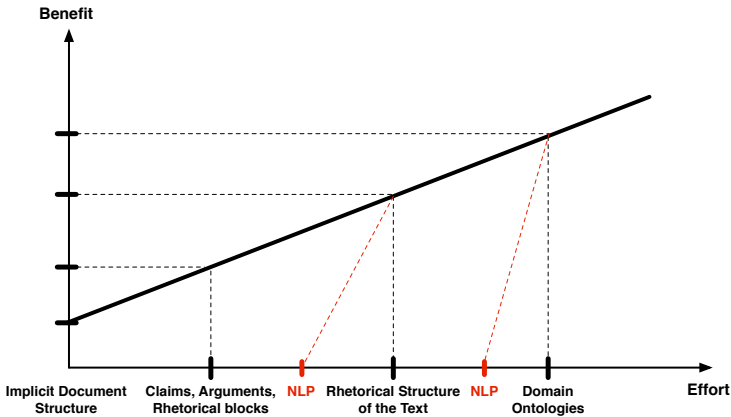 Benefit
Implicit Document
Structure
Claims, Arguments,
Rhetorical blocks
NLP
Rhetorical Structure
of the Text
NLP
Domain
Ontologies
Effort